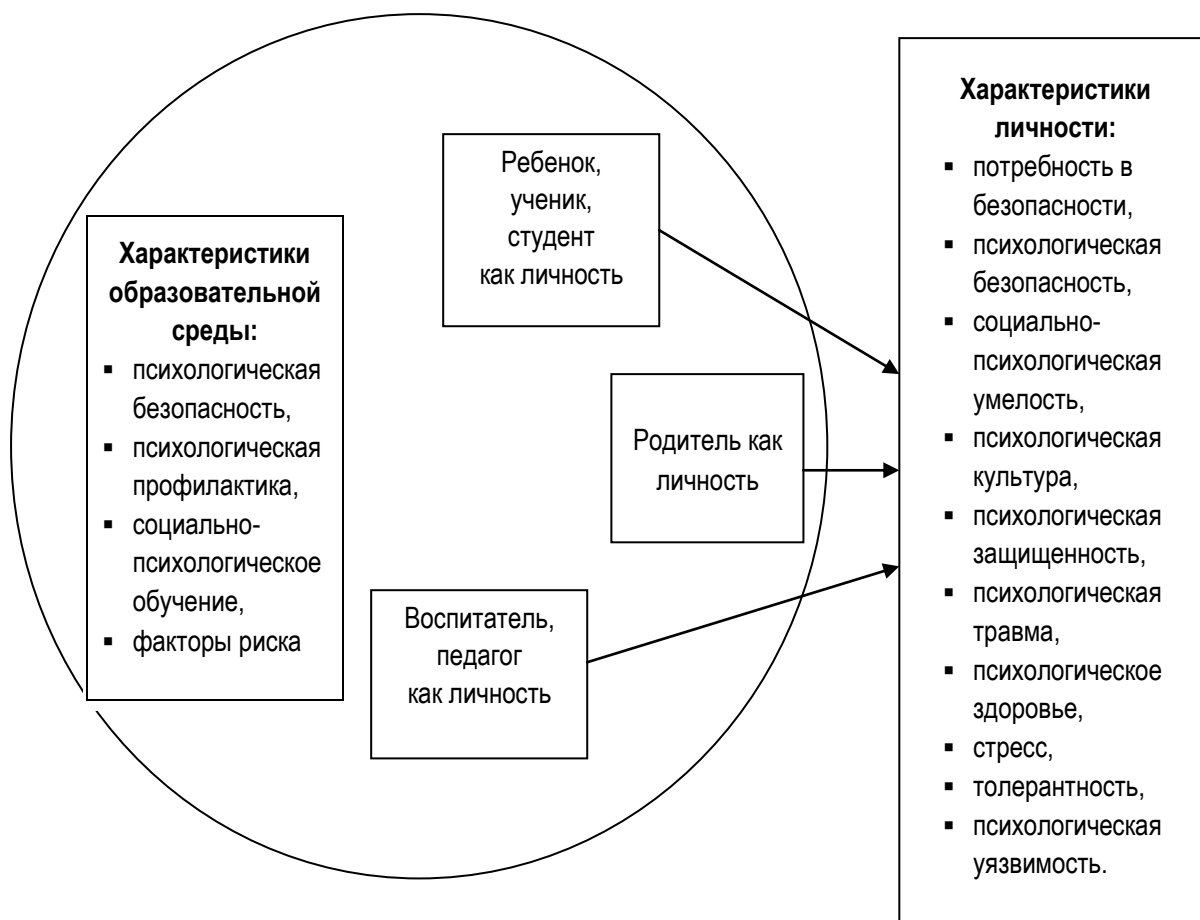 Характеристики
образовательной
среды:
▪ психологическая
безопасность,
▪ психологическая
профилактика,
▪ социально-
психологическое
обучение,
▪ факторы риска
Ребенок,
ученик,
студент
как личность
Родитель как
личность
Воспитатель,
педагог
как личность
Характеристики
личности:
▪ потребность в
безопасности,
▪ психологическая
безопасность,
▪ социально-
психологическая
умелость,
▪ психологическая
культура,
▪ психологическая
защищенность,
▪ психологическая
травма,
▪ психологическое
здоровье,
▪ стресс,
▪ толерантность,
▪ психологическая
уязвимость.